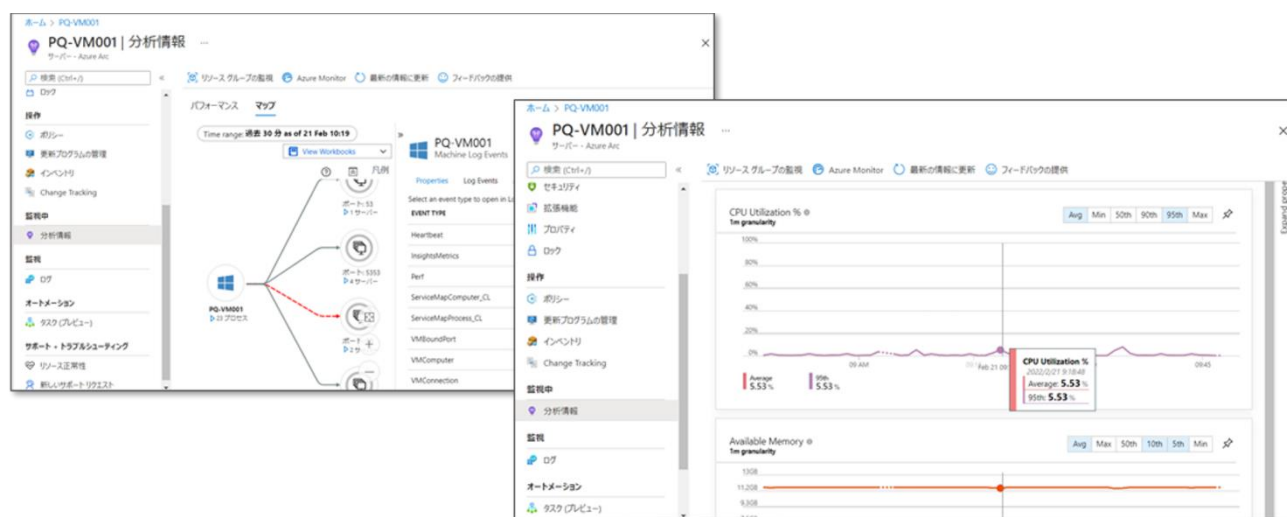 ホーム > PQ-VM001
PQ-VM001 | 分析情報 ...
サーバー - Azure Arc
検索 (Ctrl+/)
ロック
操作
ポリシー
更新プログラムの管理
インベントリ
Change Tracking
監視中
分析情報
監視
ログ
オートメーション
タスク (プレビュー)
サポート + トラブルシューティング
リソース正常性
新しいサポート リクエスト
リソース グループの監視 Azure Monitor 最新の情報に更新 フィードバックの提供
パフォーマンス マップ
Time range: 過去 30 分 as of 21 Feb 10:19
View Workbooks
凡例
ポート: 53
1 サーバー
ポート: 5353
4 サーバー
PQ-VM001
PQ-VM001
Machine Log Events
Properties Log Events
Select an event type to open in
EVENT TYPE
Heartbeat
InsightsMetrics
Perf
ServiceMapComputer_CL
ServiceMapProcess_CL
VMBoundPort
VMComputer
VMConnection
ホーム > PQ-VM001
PQ-VM001 | 分析情報 ...
サーバー - Azure Arc
検索 (Ctrl+/)
セキュリティ
拡張機能
プロパティ
ロック
操作
ポリシー
更新プログラムの管理
インベントリ
Change Tracking
監視中
分析情報
監視
ログ
オートメーション
タスク (プレビュー)
リソース グループの監視 Azure Monitor 最新の情報に更新 フィードバックの提供
CPU Utilization %
1m granularity
Avg Min 50th 90th 95th Max
100%
80%
60%
40%
20%
0%
09 AM
Feb 21 09
09:45
CPU Utilization %
2022/2/21 9:18:48
Average: 5.53 %
95th: 5.53 %
Average
5.53 %
95th
5.53 %
Available Memory
1m granularity
Avg Max 50th 10th 5th Min
13GB
11.2GB
9.3GB